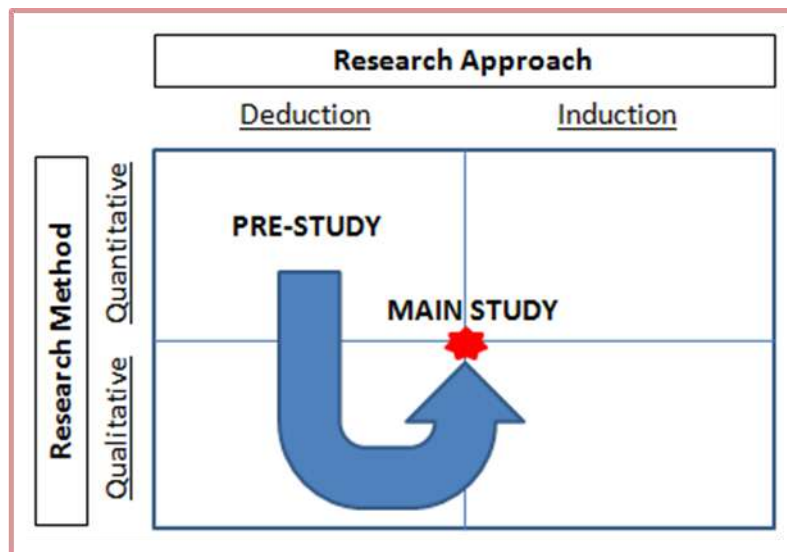 Research Approach
Deduction
Induction
Research Method
Quantitative
Qualitative
PRE-STUDY
MAIN STUDY